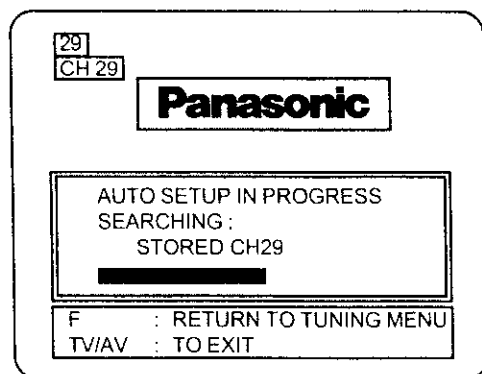 29
CH 29
Panasonic
AUTO SETUP IN PROGRESS
SEARCHING :
STORED CH29
F : RETURN TO TUNING MENU
TV/AV : TO EXIT